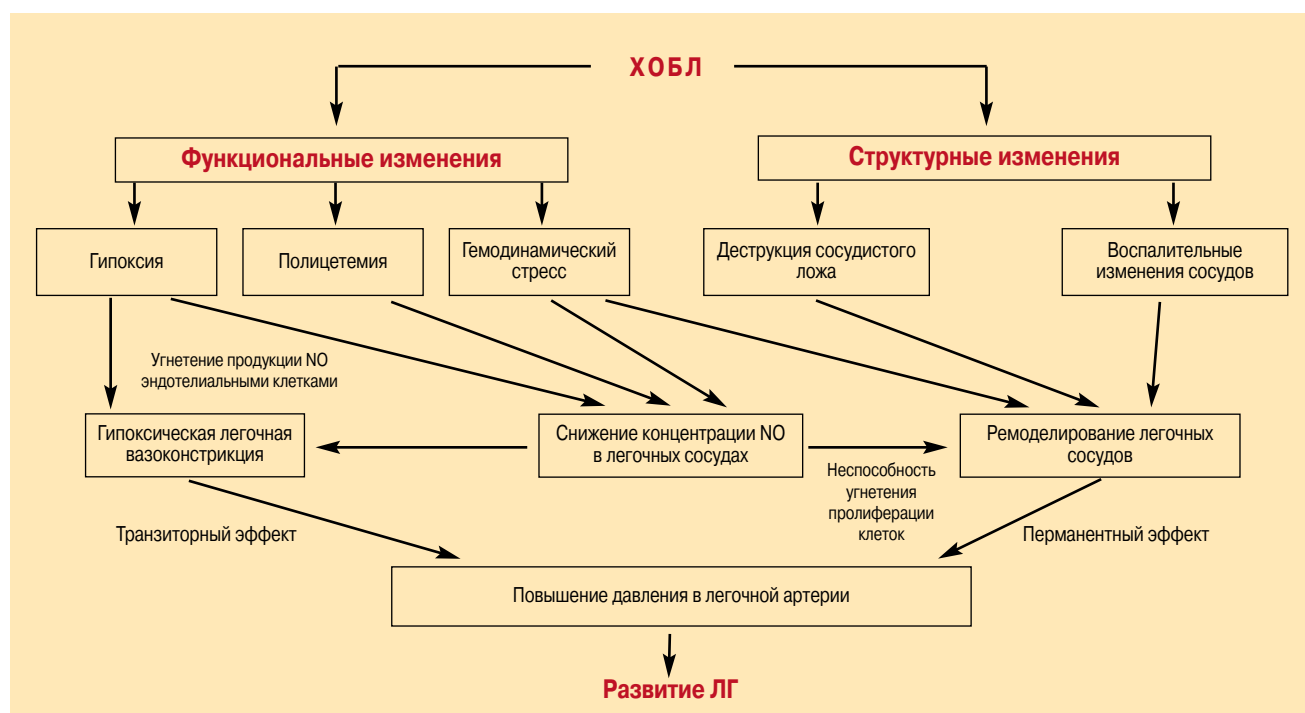 ХОБЛ
Функциональные изменения
Структурные изменения
Гипоксия
Полицетемия
Гемодинамический
стресс
Деструкция сосудистого
ложа
Воспалительные
изменения сосудов
Угнетение продукции NO
эндотелиальными клетками
Гипоксическая легочная
вазоконстрикция
Снижение концентрации NO
в легочных сосудах
Ремоделирование легочных
сосудов
Неспособность
угнетения
пролиферации
клеток
Транзиторный эффект
Перманентный эффект
Повышение давления в легочной артерии
Развитие ЛГ